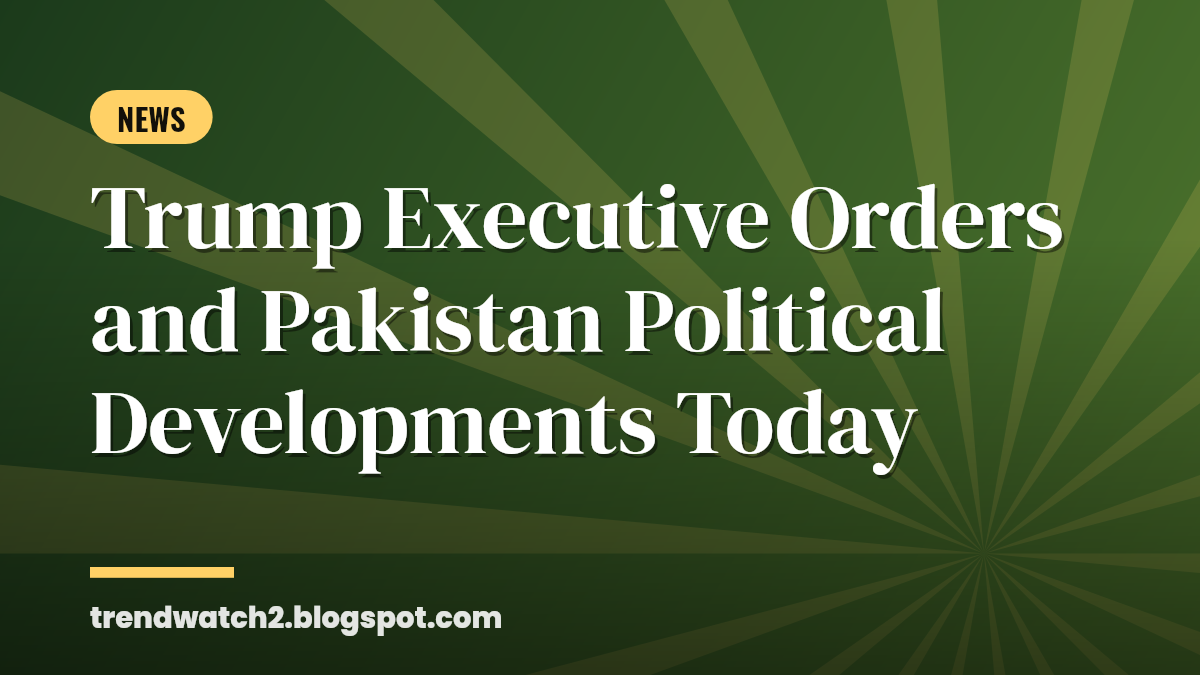 NEWS
Trump Executive Orders
and Pakistan Political
Developments Today
trendwatch2.blogspot.com